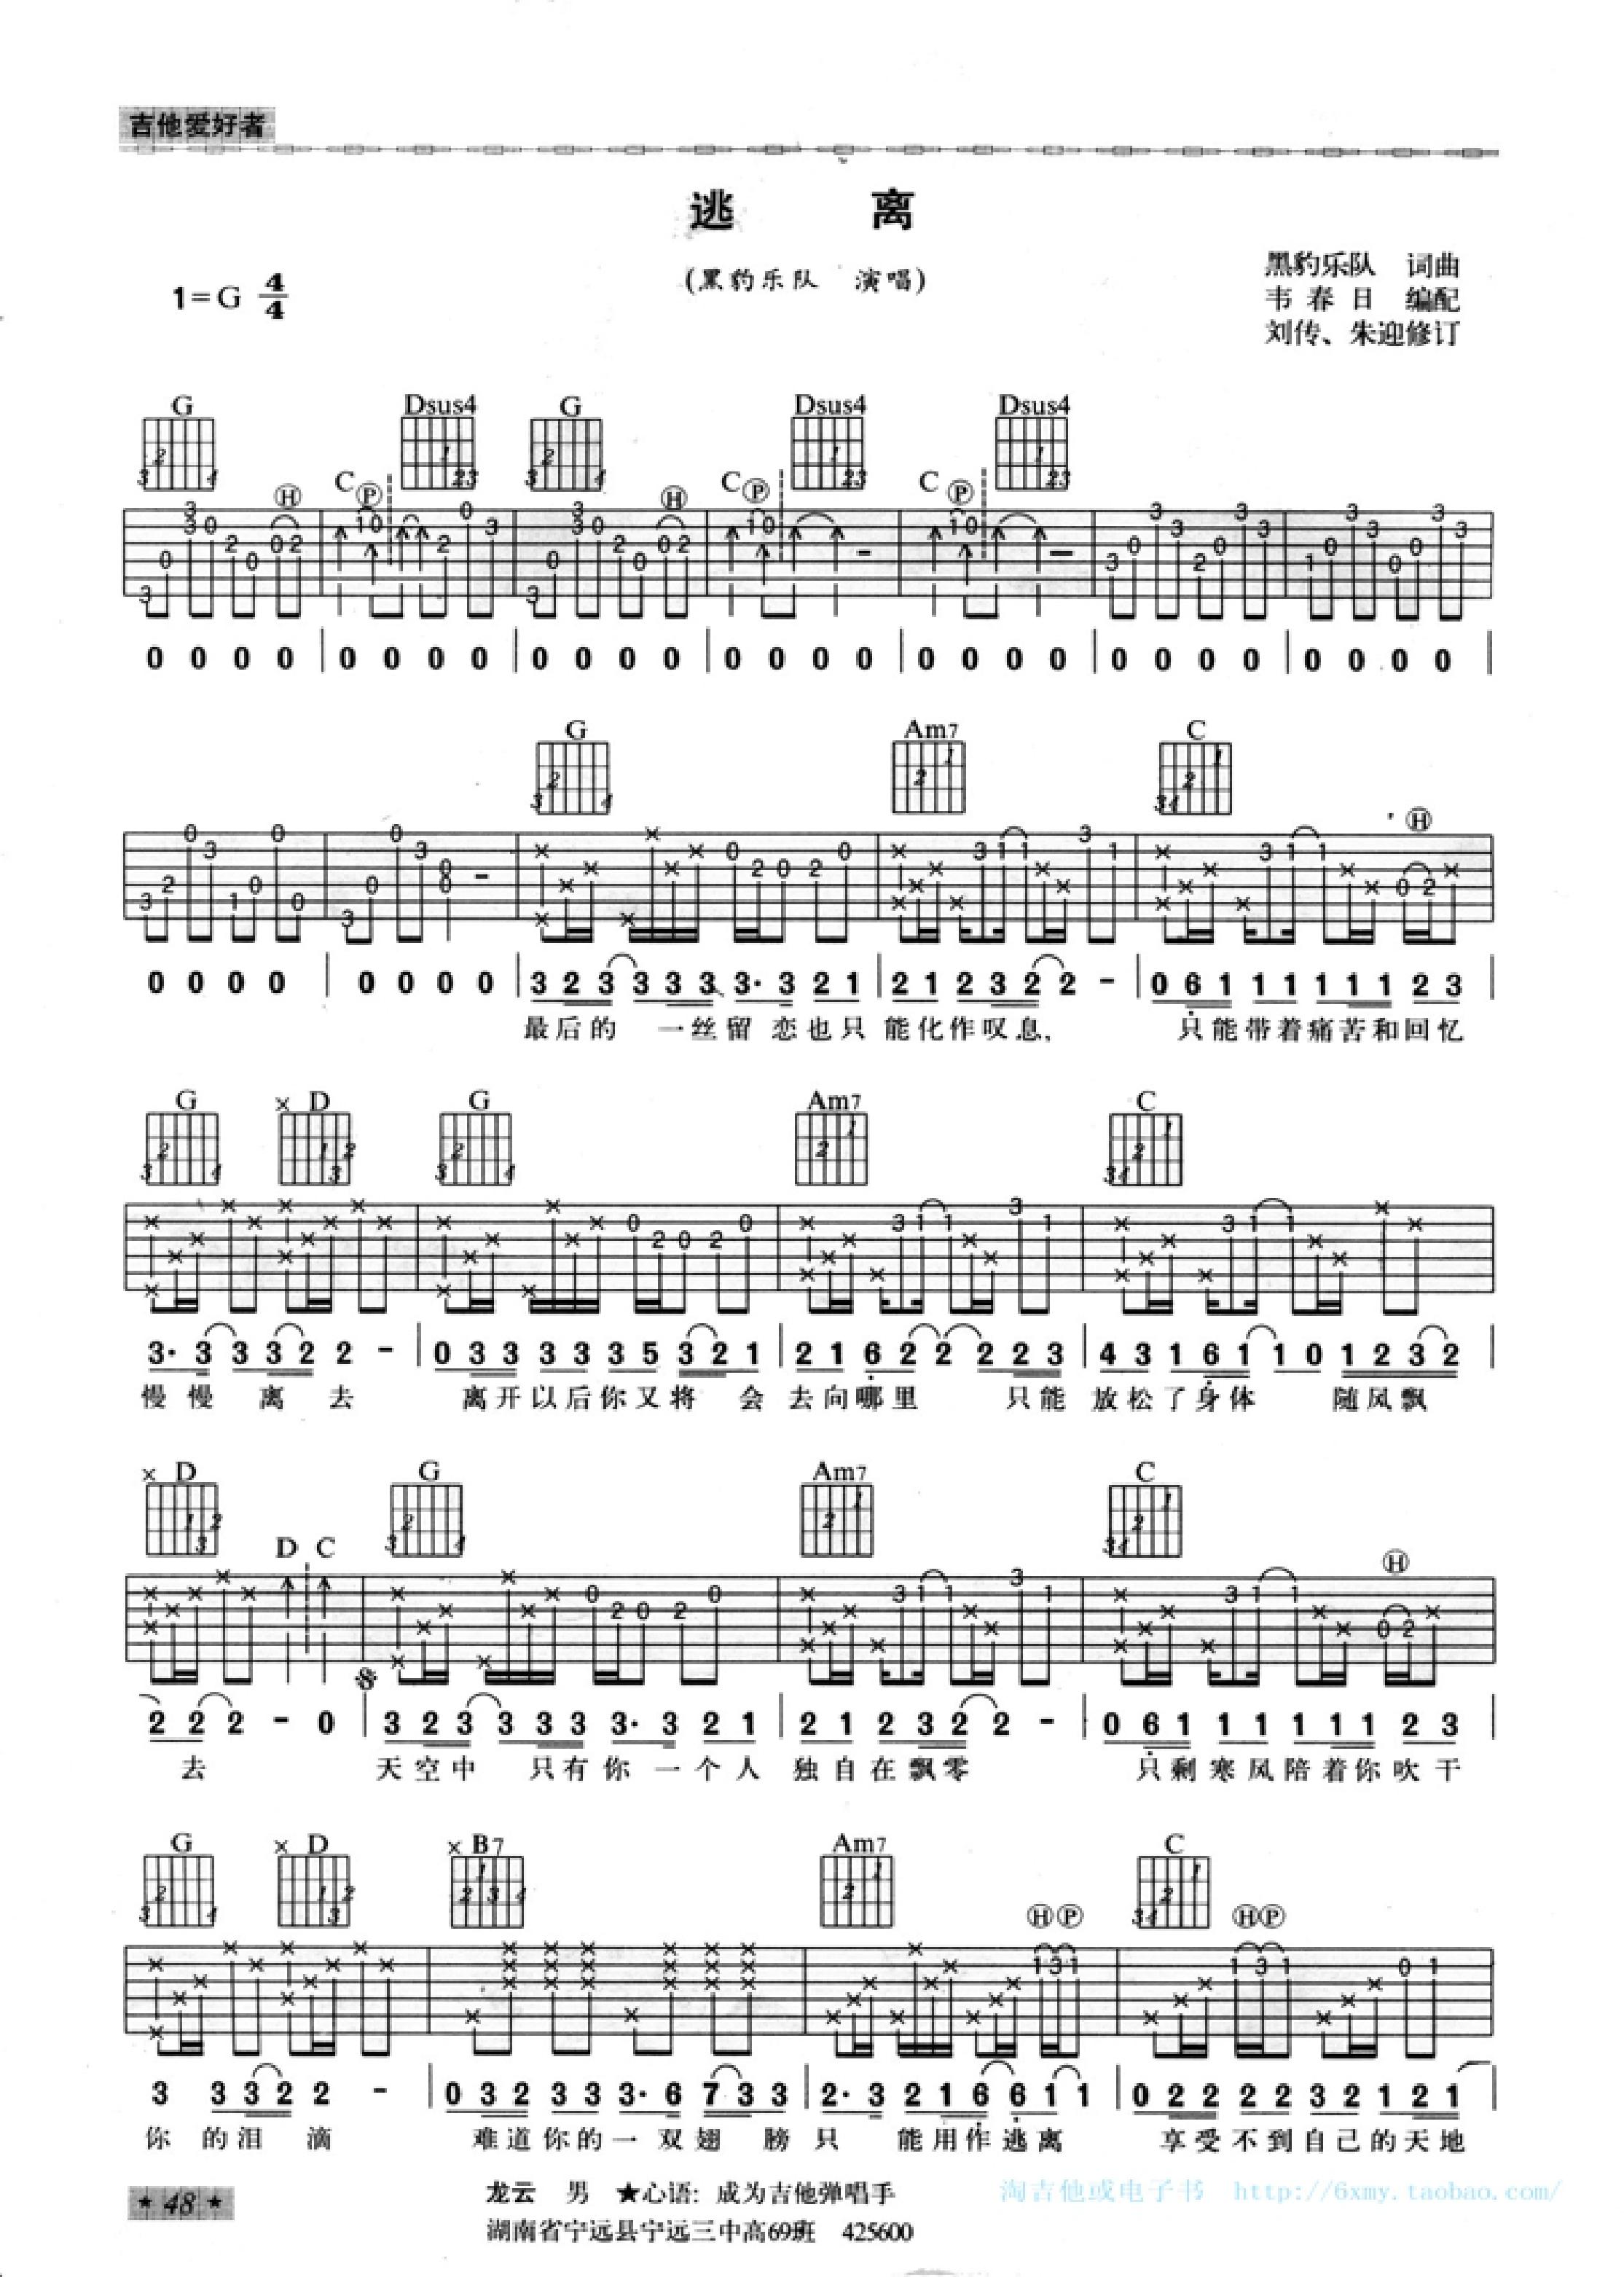 吉他爱好者
逃 离
(黑豹乐队 演唱)
1=G 4/4
黑豹乐队 词曲
韦春日 编配
刘传、朱迎修订
G Dsus4 G Dsus4 Dsus4
C P C P C P
H H
0 0 0 0 | 0 0 0 0 | 0 0 0 0 | 0 0 0 0 | 0 0 0 0 | 0 0 0 0 | 0 0 0 0 |
G Am7 C
H
0 0 0 0 | 0 0 0 0 | 3 2 3 3 3 3 3· 3 2 1 | 2 1 2 3 2 2 - | 0 6 1 1 1 1 1 1 2 3 |
最后的 一丝留恋也只 能化作叹息, 只能带着痛苦和回忆
G × D G Am7 C
3· 3 3 3 2 2 - | 0 3 3 3 3 3 5 3 2 1 | 2 1 6 2 2 2 2 3 | 4 3 1 6 1 1 0 1 2 3 2 |
慢慢 离 去 离开以后你又将 会 去向哪里 只能 放松了身体 随风飘
× D D C G Am7 C
H
2 2 2 - 0 | 3 2 3 3 3 3 3· 3 2 1 | 2 1 2 3 2 2 - | 0 6 1 1 1 1 1 1 2 3 |
去 天空中 只有你一个人 独自在飘零 只剩寒风陪着你吹干
G × D × B7 Am7 C
H P H P
3 3 3 2 2 - | 0 3 2 3 3 3· 6 7 3 3 | 2· 3 2 1 6 6 1 1 | 0 2 2 2 2 3 2 1 2 1 |
你 的泪 滴 难道你的一双翅 膀只 能用作逃离 享受不到自己的天地
★ 48 ★
龙云 男 ★心语: 成为吉他弹唱手
湖南省宁远县宁远三中高69班 425600
淘吉他或电子书 http://6xmy.taobao.com/